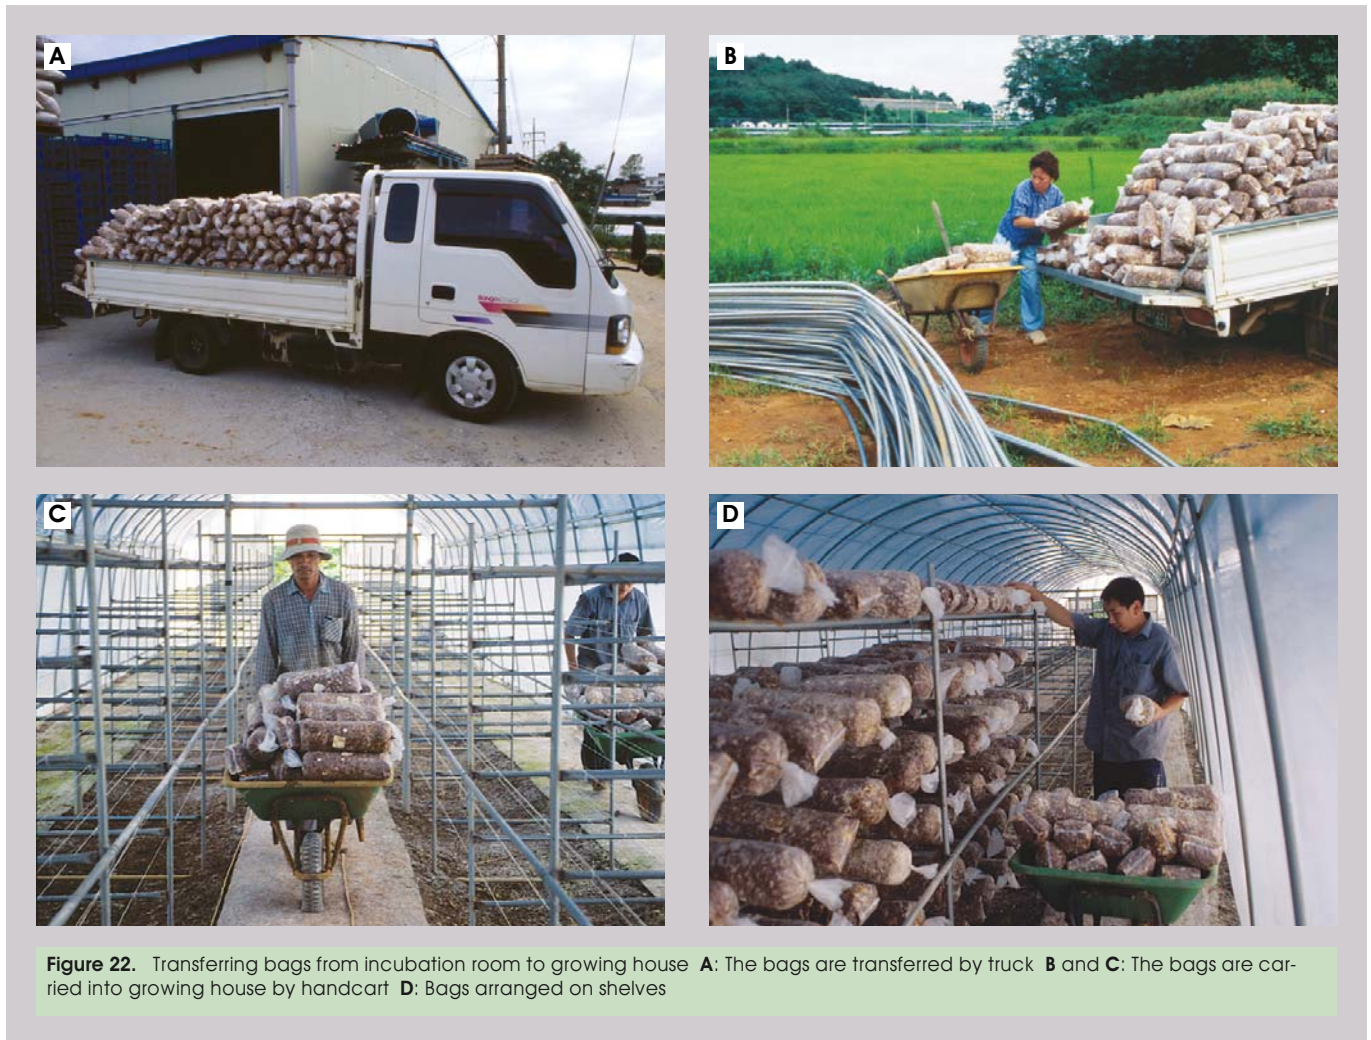 A
B
C
D
Figure 22. Transferring bags from incubation room to growing house A: The bags are transferred by truck B and C: The bags are car-
ried into growing house by handcart D: Bags arranged on shelves